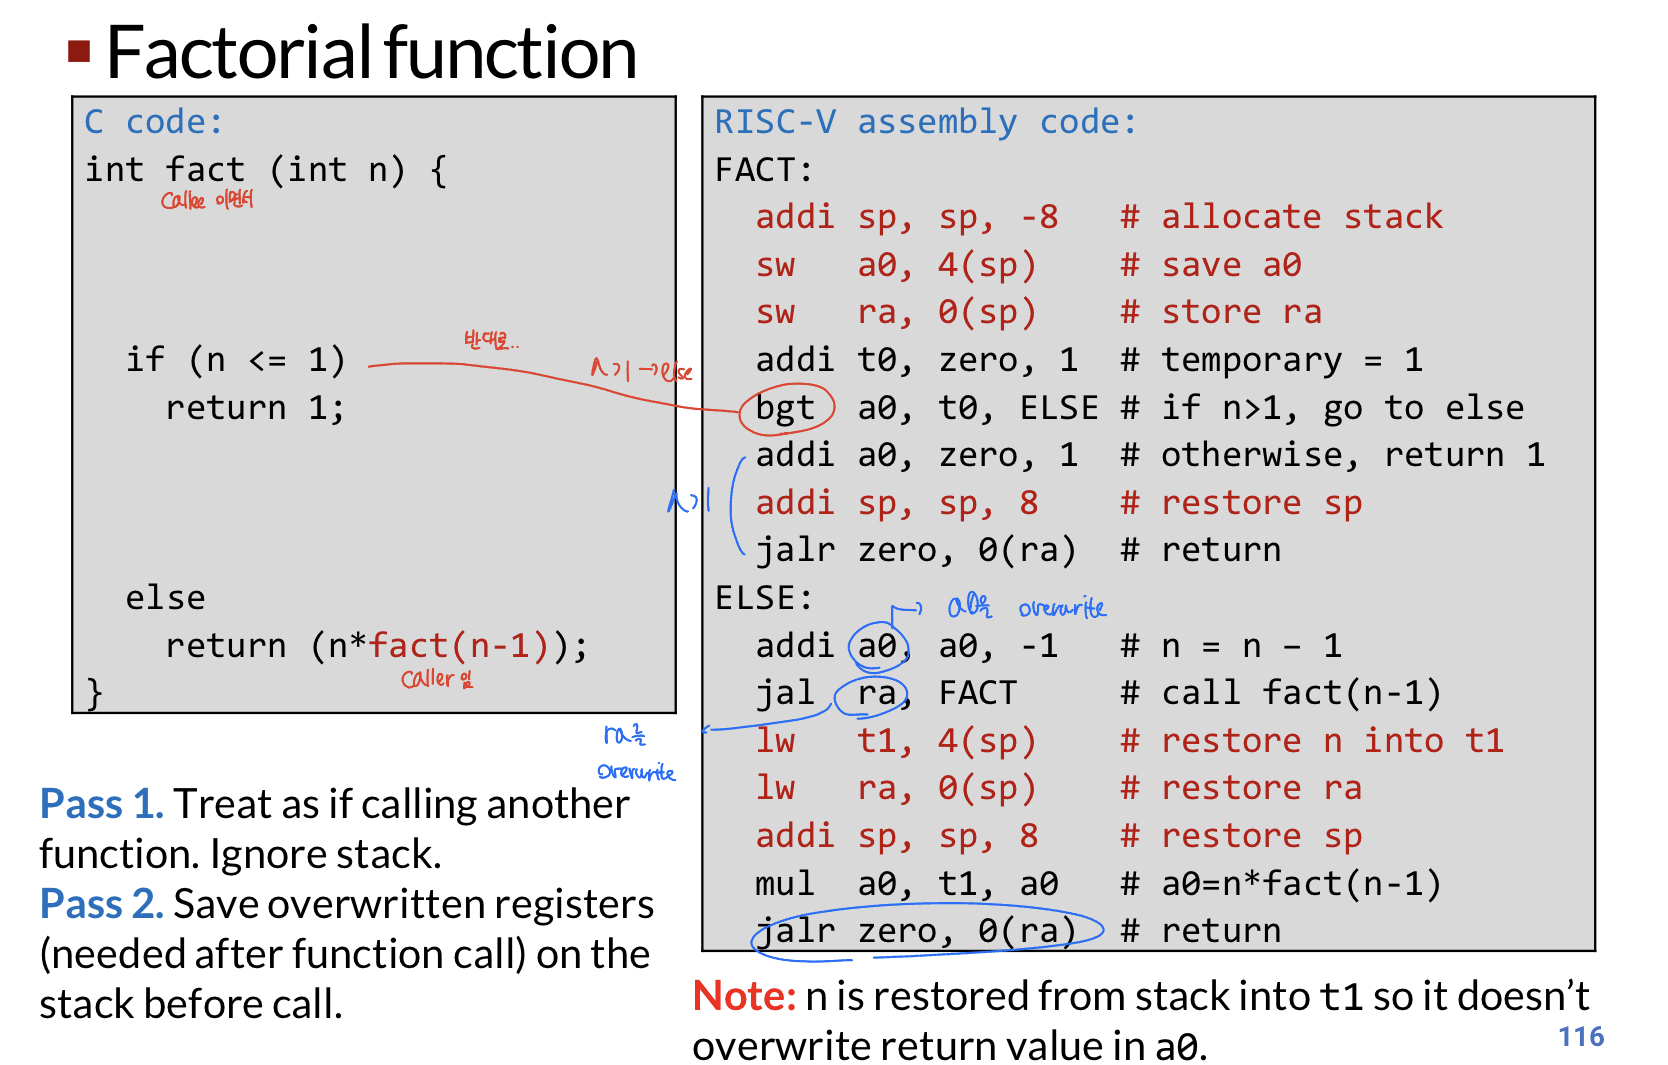 Factorial function
C code:
int fact (int n) {
Callee 이면서
if (n <= 1)
반대로..
return 1;
else
return (n*fact(n-1));
Caller 임
}
RISC-V assembly code:
FACT:
addi sp, sp, -8 # allocate stack
sw a0, 4(sp) # save a0
sw ra, 0(sp) # store ra
addi t0, zero, 1 # temporary = 1
→else
bgt a0, t0, ELSE # if n>1, go to else
addi a0, zero, 1 # otherwise, return 1
addi sp, sp, 8 # restore sp
jalr zero, 0(ra) # return
ELSE:
→ a0을 overwrite
addi a0, a0, -1 # n = n − 1
jal ra, FACT # call fact(n-1)
ra를
overwrite
lw t1, 4(sp) # restore n into t1
lw ra, 0(sp) # restore ra
addi sp, sp, 8 # restore sp
mul a0, t1, a0 # a0=n*fact(n-1)
jalr zero, 0(ra) # return
Pass 1. Treat as if calling another
function. Ignore stack.
Pass 2. Save overwritten registers
(needed after function call) on the
stack before call.
Note: n is restored from stack into t1 so it doesn't
overwrite return value in a0.
116